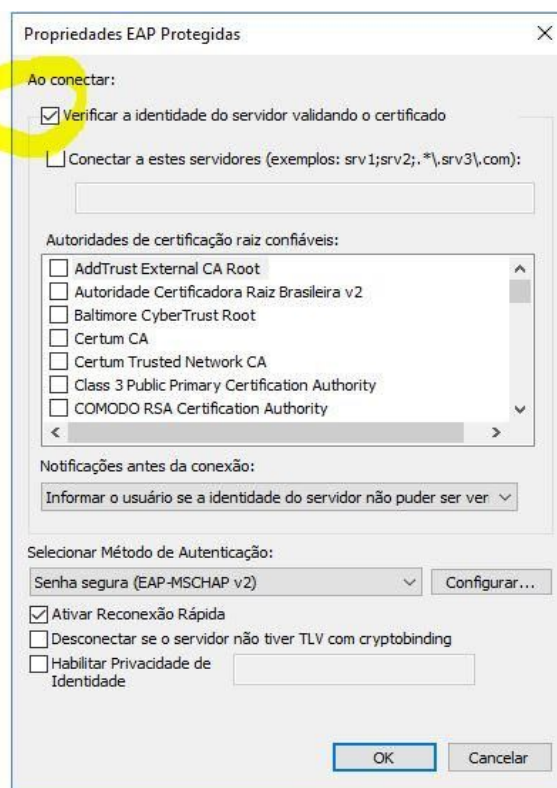 Propriedades EAP Protegidas
Ao conectar:
Verificar a identidade do servidor validando o certificado
Conectar a estes servidores (exemplos: srv1;srv2;.*\.srv3\.com):
Autoridades de certificação raiz confiáveis:
AddTrust External CA Root
Autoridade Certificadora Raiz Brasileira v2
Baltimore CyberTrust Root
Certum CA
Certum Trusted Network CA
Class 3 Public Primary Certification Authority
COMODO RSA Certification Authority
Notificações antes da conexão:
Informar o usuário se a identidade do servidor não puder ser ver
Selecionar Método de Autenticação:
Senha segura (EAP-MSCHAP v2)
Configurar...
Ativar Reconexão Rápida
Desconectar se o servidor não tiver TLV com cryptobinding
Habilitar Privacidade de
Identidade
OK
Cancelar